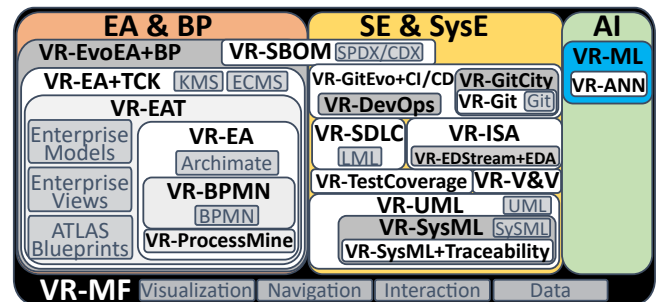 EA & BP
SE & SysE
AI
VR-EvoEA+BP
VR-SBOM SPDX/CDX
VR-ML
VR-ANN
VR-EA+TCK KMS ECMS
VR-GitEvo+CI/CD VR-GitCity
VR-DevOps
VR-Git Git
VR-EAT
Enterprise
Models
VR-EA
Archimate
VR-SDLC
LML
VR-ISA
VR-EDStream+EDA
Enterprise
Views
VR-BPMN
BPMN
VR-TestCoverage VR-V&V
VR-UML UML
ATLAS
Blueprints
VR-ProcessMine
VR-SysML SySML
VR-SysML+Traceability
VR-MF Visualization Navigation Interaction Data